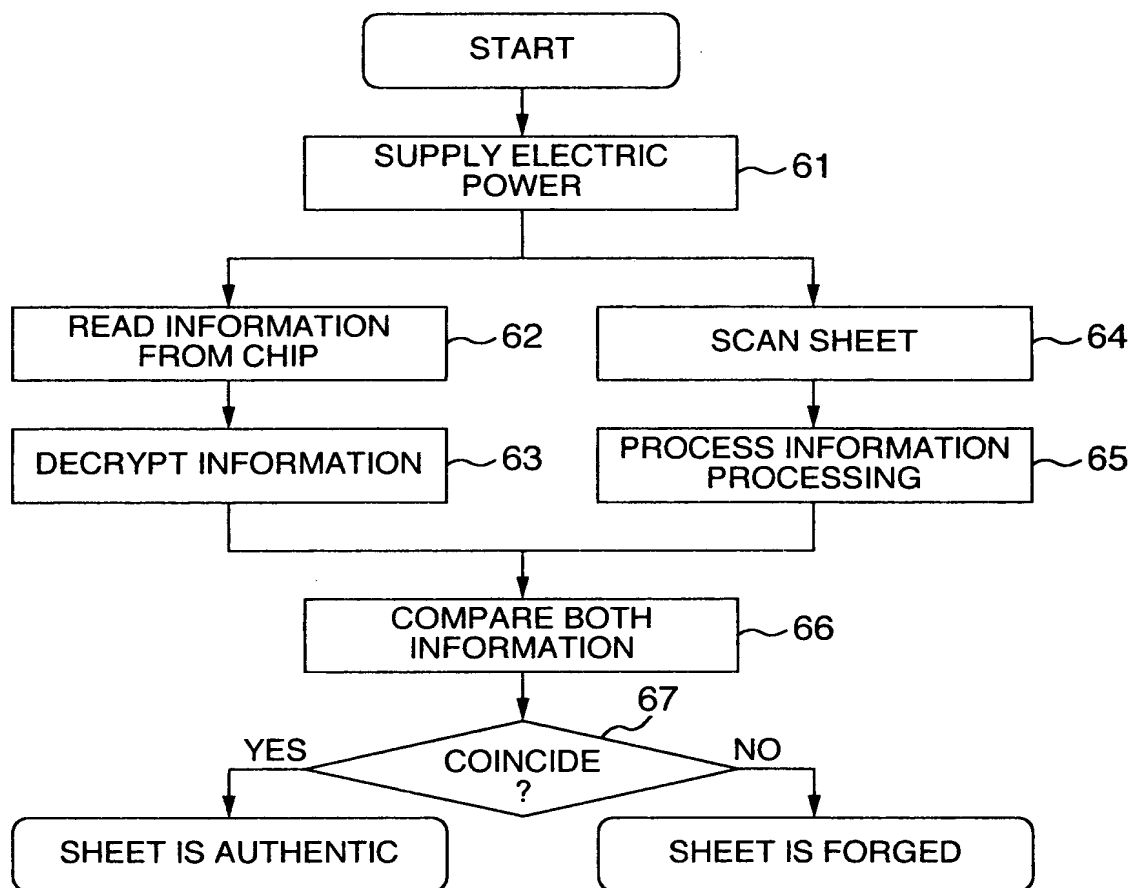 START
SUPPLY ELECTRIC
POWER
61
READ INFORMATION
FROM CHIP
62
SCAN SHEET
64
DECRYPT INFORMATION
63
PROCESS INFORMATION
PROCESSING
65
COMPARE BOTH
INFORMATION
66
67
YES
COINCIDE
?
NO
SHEET IS AUTHENTIC
SHEET IS FORGED